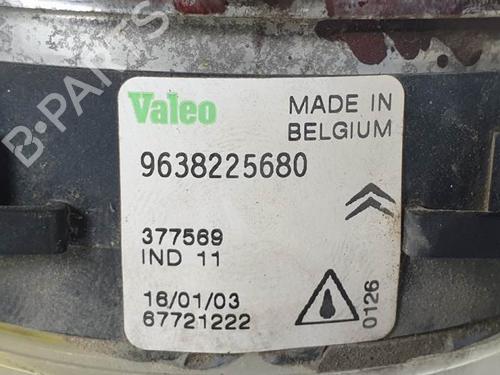 Valeo
MADE IN
BELGIUM
9638225680
377569
IND 11
16/01/03
67721222
0126
B-PARTS